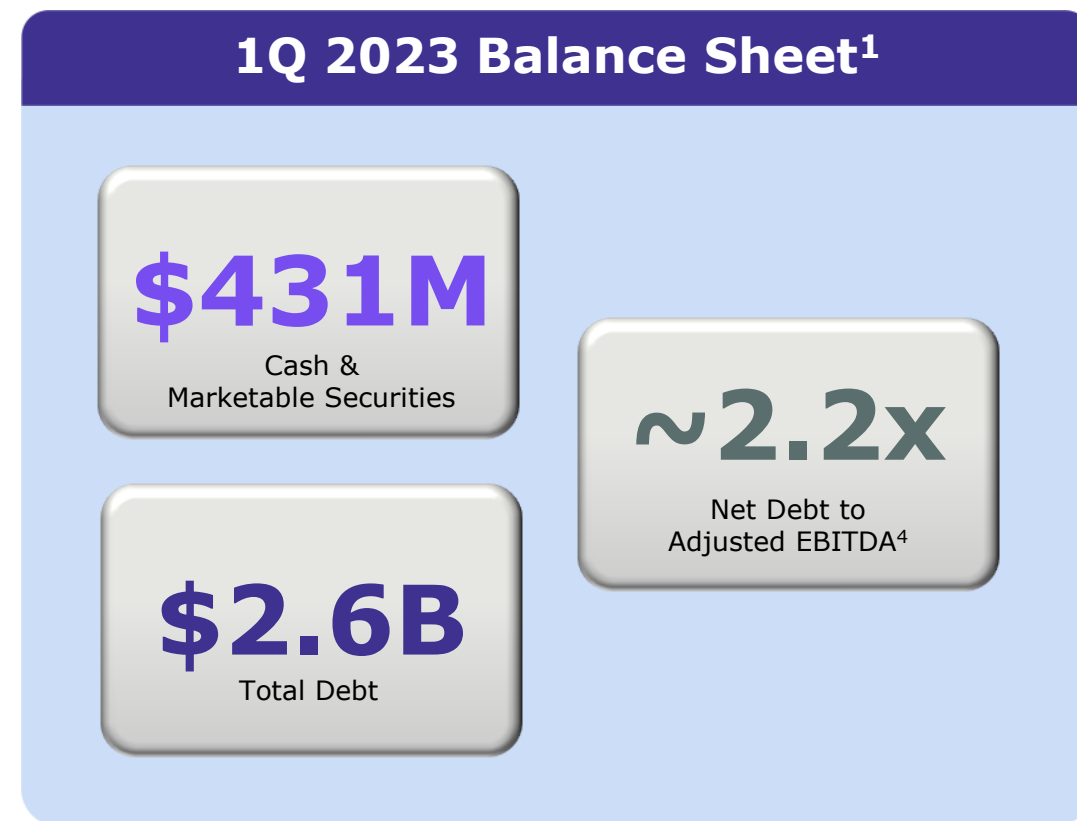 1Q 2023 Balance Sheet¹
$431M
Cash &
Marketable Securities
~2.2x
Net Debt to
Adjusted EBITDA⁴
$2.6B
Total Debt